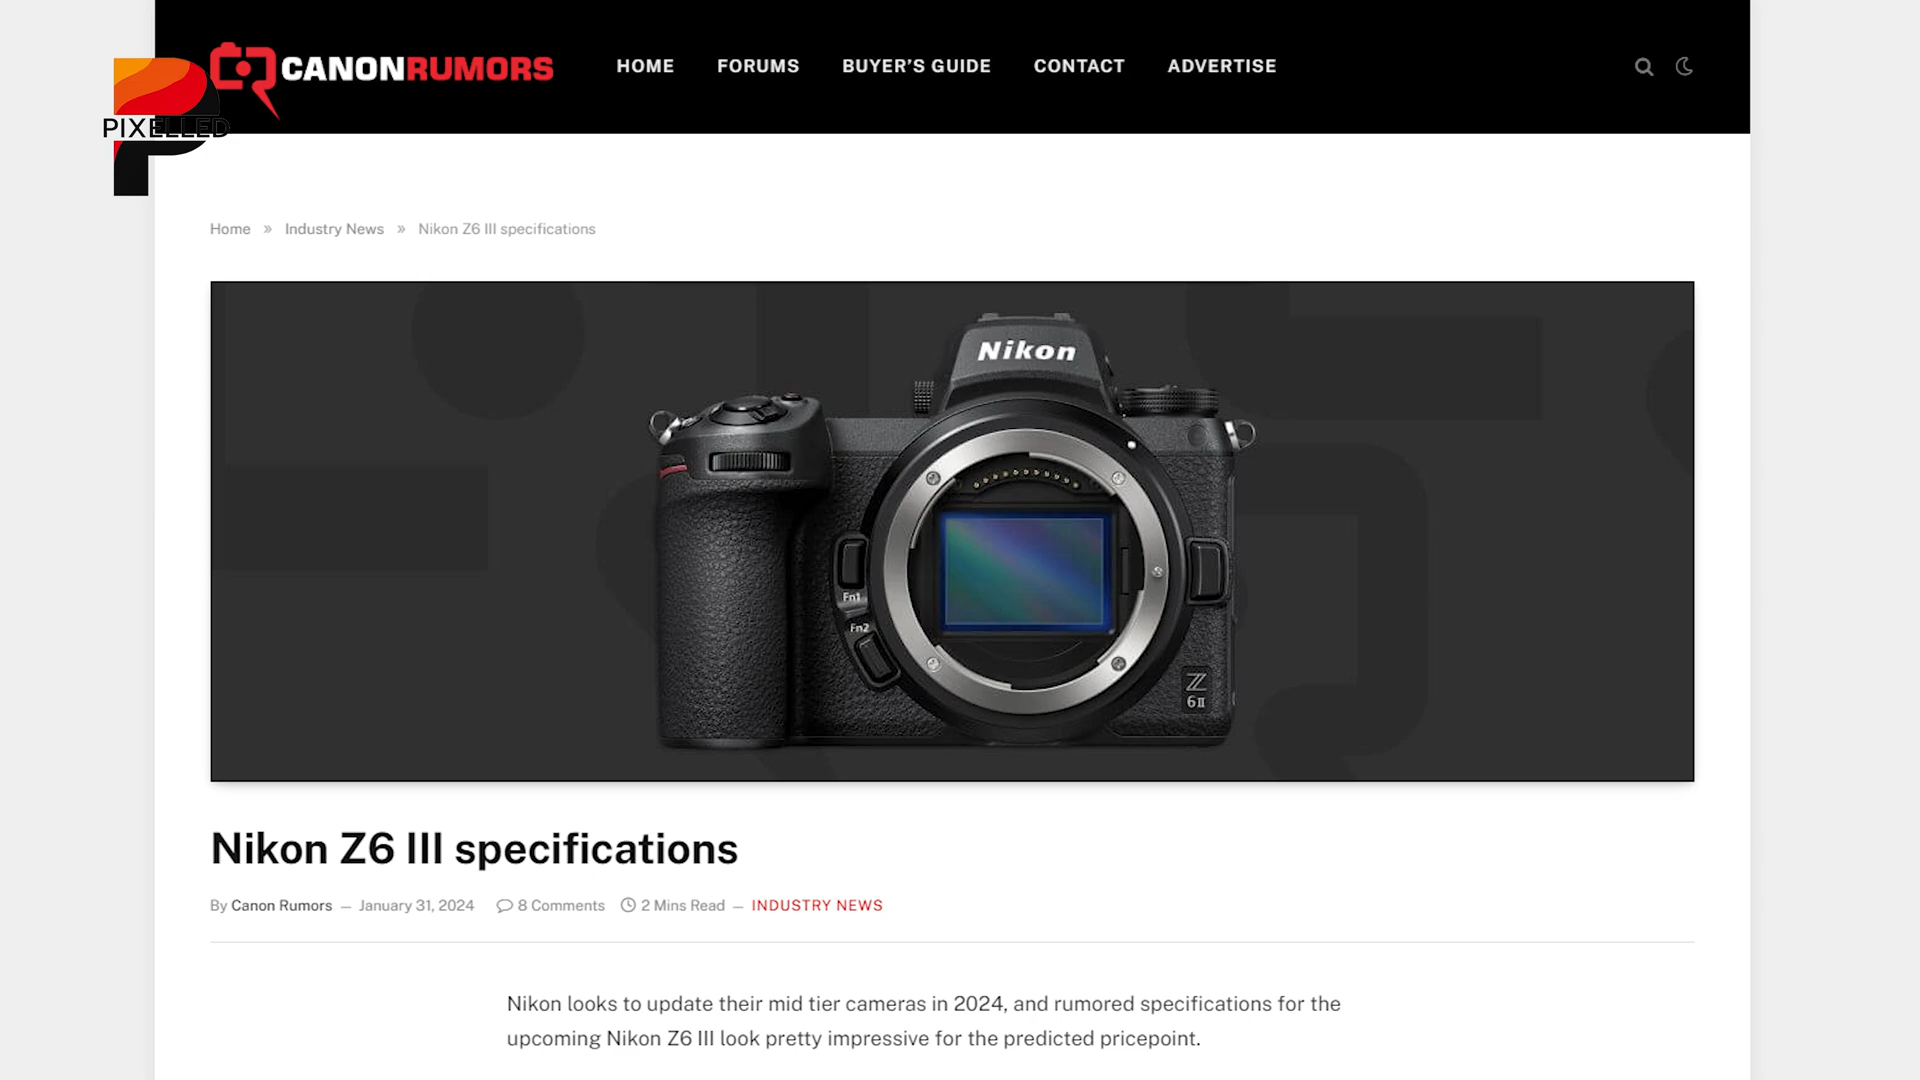 CANONRUMORS
HOME FORUMS BUYER'S GUIDE CONTACT ADVERTISE
PIXELLED
Home » Industry News » Nikon Z6 III specifications
Nikon
Fn1
Fn2
Z
6II
Nikon Z6 III specifications
By Canon Rumors — January 31, 2024 8 Comments 2 Mins Read — INDUSTRY NEWS
Nikon looks to update their mid tier cameras in 2024, and rumored specifications for the
upcoming Nikon Z6 III look pretty impressive for the predicted pricepoint.